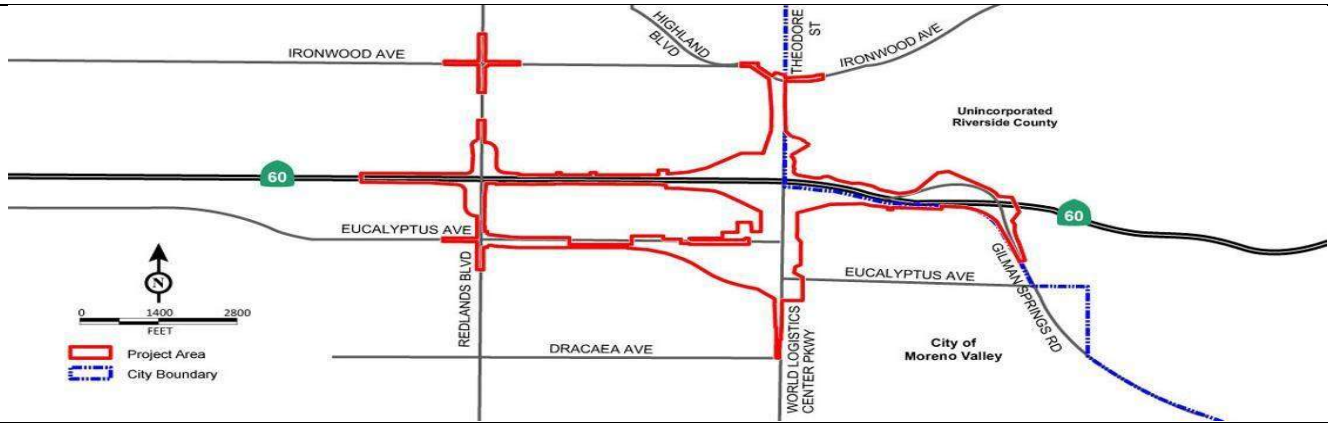 HIGHLAND
BLVD
THEODORE
ST
IRONWOOD AVE
IRONWOOD AVE
Unincorporated
Riverside County
60
EUCALYPTUS AVE
60
N
EUCALYPTUS AVE
GILMAN SPRINGS RD
0 1400 2800
FEET
REDLANDS BLVD
WORLD LOGISTICS
CENTER PKWY
City of
Moreno Valley
DRACAEA AVE
Project Area
City Boundary